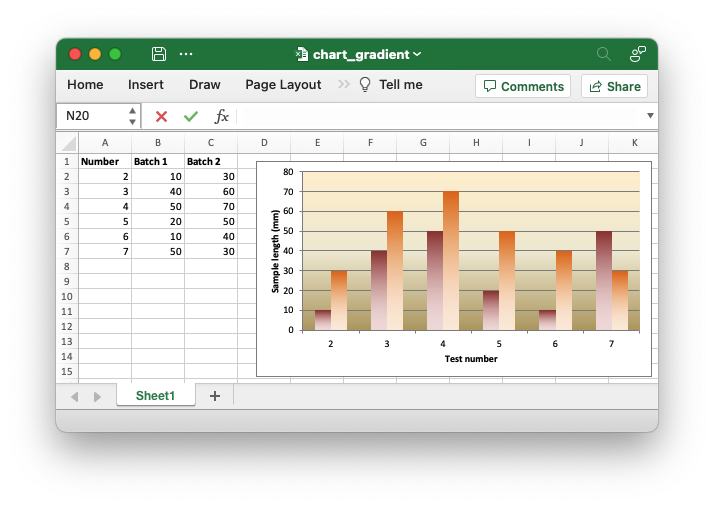 chart_gradient
Home Insert Draw Page Layout Tell me Comments Share
N20 fx
A B C D E F G H I J K
1 Number Batch 1 Batch 2
2 2 10 30
3 3 40 60
4 4 50 70
5 5 20 50
6 6 10 40
7 7 50 30
8
9
10
11
12
13
14
15
80
70
60
50
40
30
20
10
0
Sample length (mm)
2 3 4 5 6 7
Test number
Sheet1 +